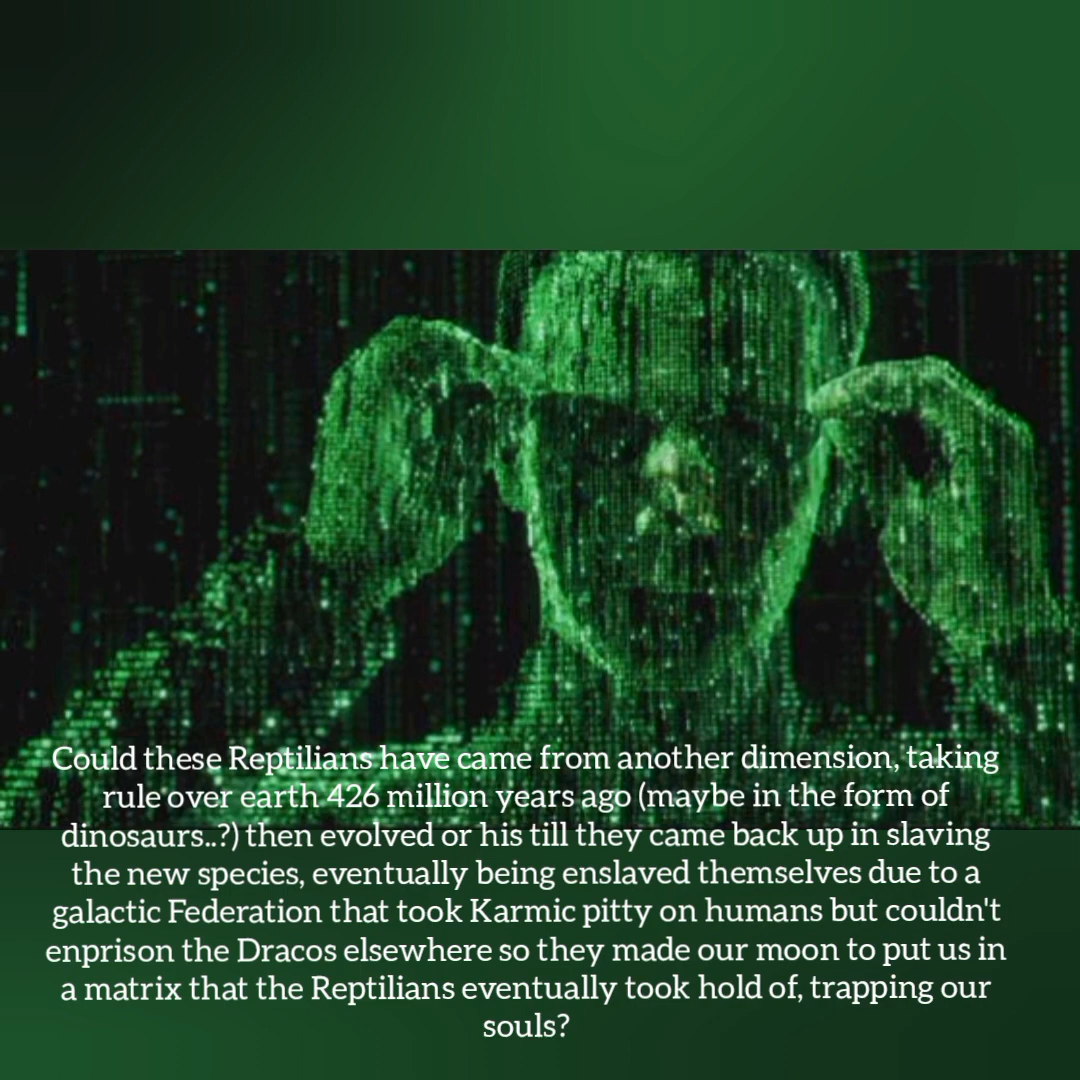 Could these Reptilians have came from another dimension, taking
rule over earth 426 million years ago (maybe in the form of
dinosaurs..?) then evolved or his till they came back up in slaving
the new species, eventually being enslaved themselves due to a
galactic Federation that took Karmic pitty on humans but couldn't
enprison the Dracos elsewhere so they made our moon to put us in
a matrix that the Reptilians eventually took hold of, trapping our
souls?